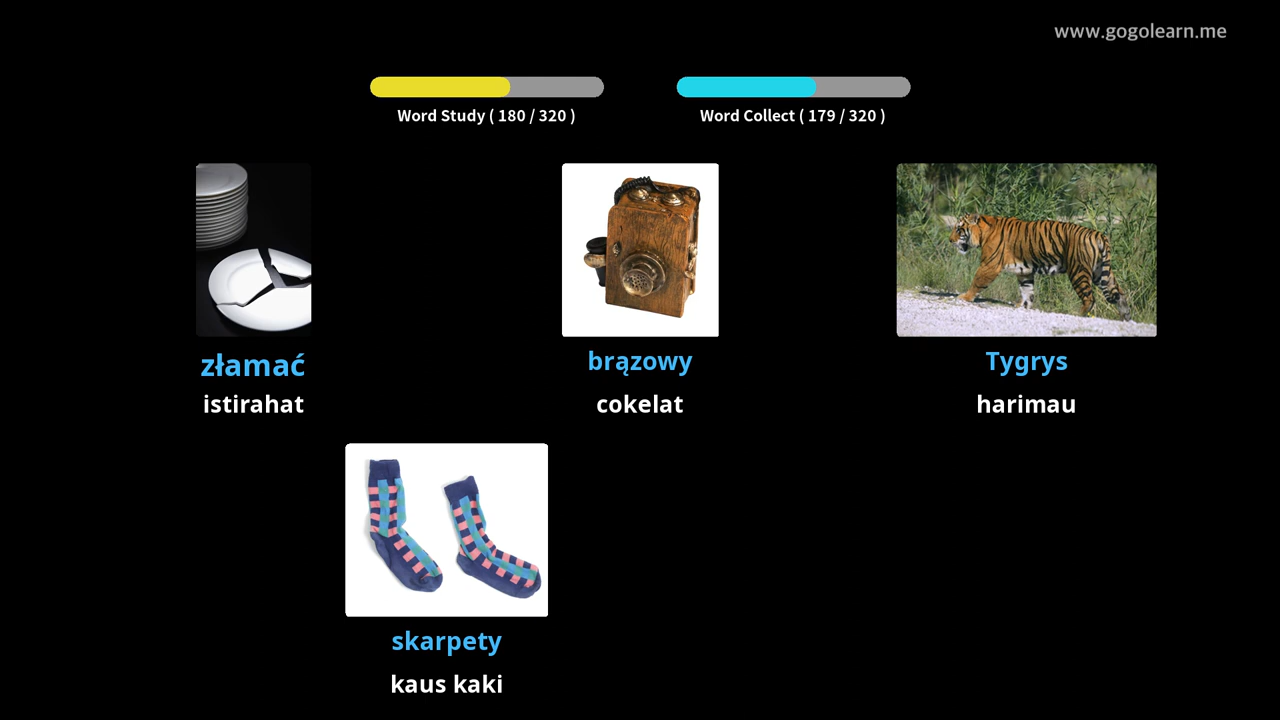 www.gogolearn.me
Word Study ( 180 / 320 )
Word Collect ( 179 / 320 )
złamać
istirahat
brązowy
cokelat
Tygrys
harimau
skarpety
kaus kaki